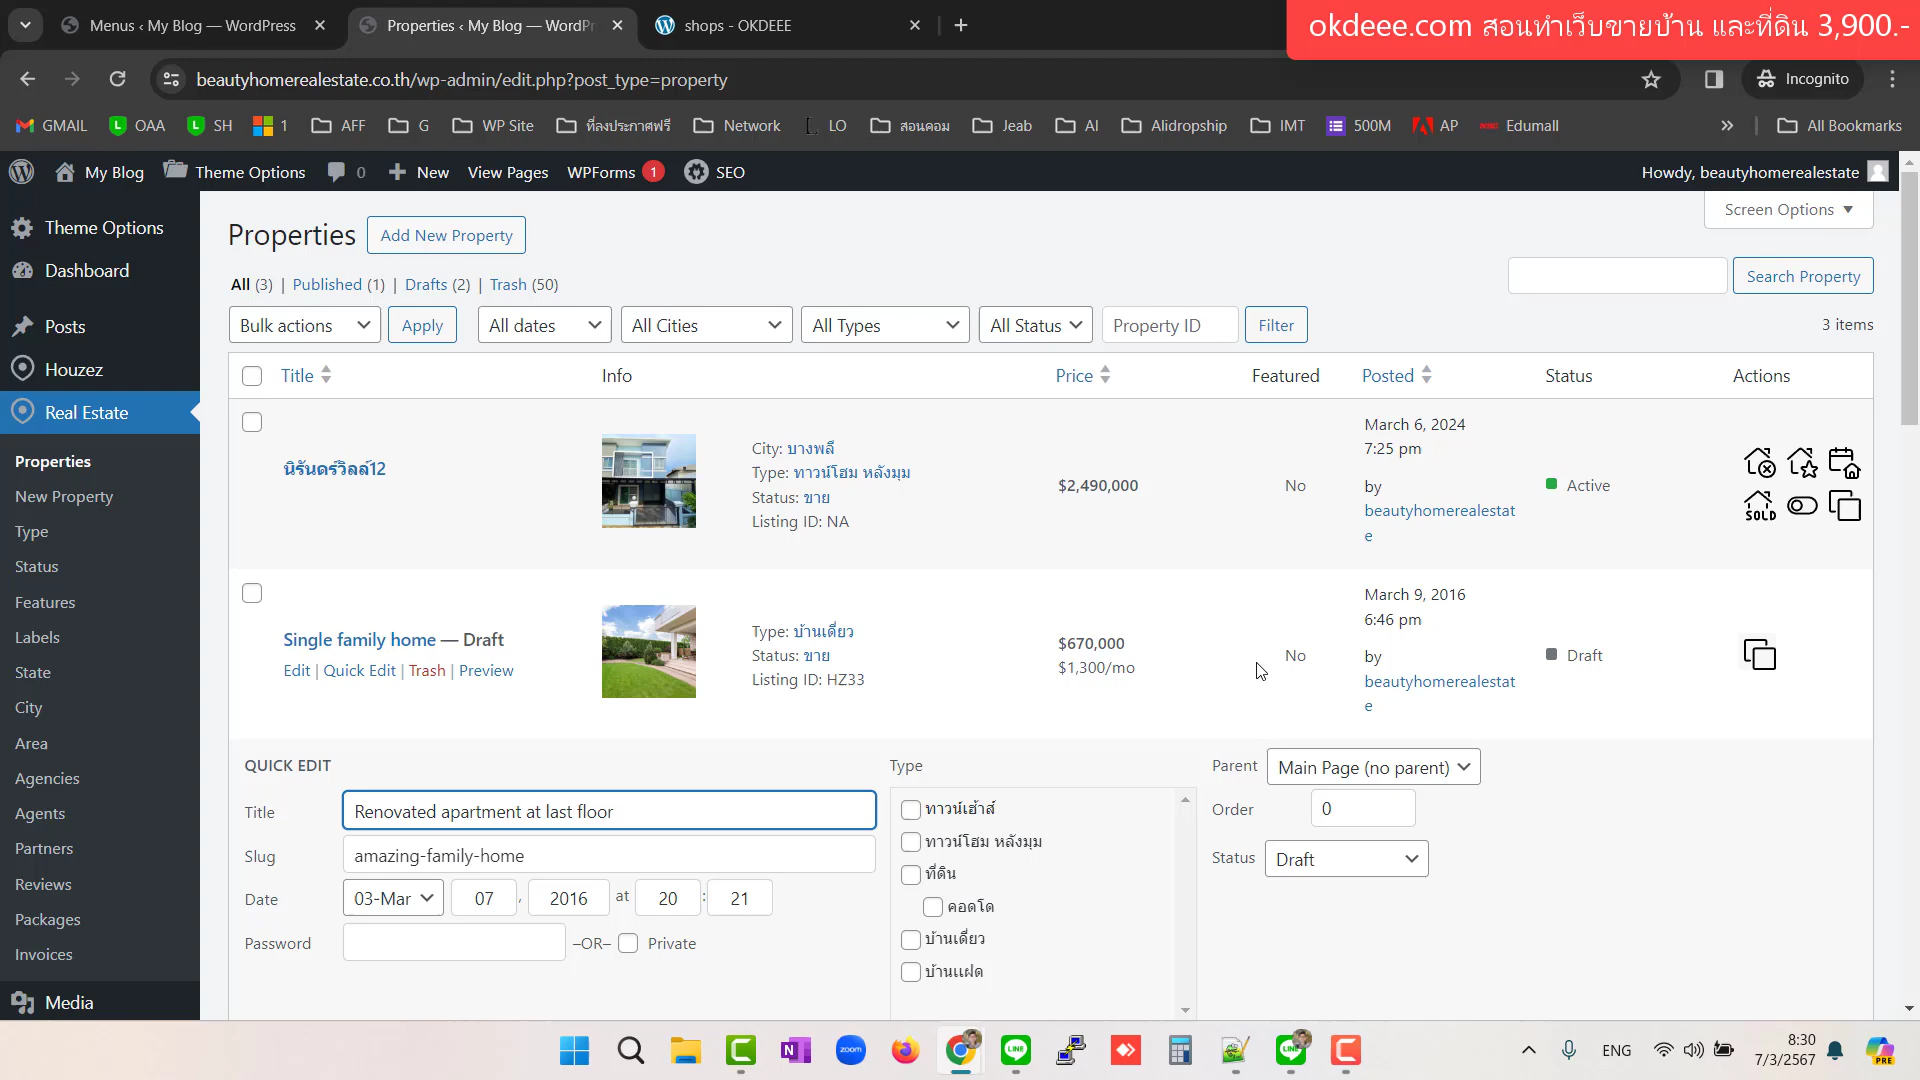 Menus ‹ My Blog — WordPress
Properties ‹ My Blog — WordPr
shops - OKDEEE
okdeee.com สอนทำเว็บขายบ้าน และที่ดิน 3,900.-
beautyhomerealestate.co.th/wp-admin/edit.php?post_type=property
Incognito
GMAIL
OAA
SH
1
AFF
G
WP Site
ที่ลงประกาศฟรี
Network
LO
สอนคอม
Jeab
AI
Alidropship
IMT
500M
AP
Edumall
All Bookmarks
My Blog
Theme Options
0
New
View Pages
WPForms 1
SEO
Howdy, beautyhomerealestate
Theme Options
Dashboard
Posts
Houzez
Real Estate
Properties
New Property
Type
Status
Features
Labels
State
City
Area
Agencies
Agents
Partners
Reviews
Packages
Invoices
Media
Screen Options
Properties
Add New Property
All (3) | Published (1) | Drafts (2) | Trash (50)
Search Property
Bulk actions
Apply
All dates
All Cities
All Types
All Status
Property ID
Filter
3 items
Title
Info
Price
Featured
Posted
Status
Actions
นิรันดร์วิลล์12
City: บางพลี
Type: ทาวน์โฮม หลังมุม
Status: ขาย
Listing ID: NA
$2,490,000
No
March 6, 2024
7:25 pm
by
beautyhomerealestat
e
Active
SOLD
Single family home — Draft
Edit | Quick Edit | Trash | Preview
Type: บ้านเดี่ยว
Status: ขาย
Listing ID: HZ33
$670,000
$1,300/mo
No
March 9, 2016
6:46 pm
by
beautyhomerealestat
e
Draft
QUICK EDIT
Title
Renovated apartment at last floor
Slug
amazing-family-home
Date
03-Mar 07 , 2016 at 20 : 21
Password
–OR– Private
Type
ทาวน์เฮ้าส์
ทาวน์โฮม หลังมุม
ที่ดิน
คอดโด
บ้านเดี่ยว
บ้านแฝด
Parent
Main Page (no parent)
Order
0
Status
Draft
zoom
LINE
PRE
ENG
8:30
7/3/2567